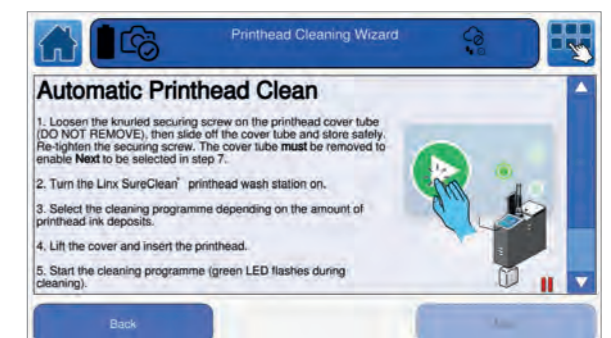 Printhead Cleaning Wizard
Automatic Printhead Clean
1. Loosen the knurled securing screw on the printhead cover tube
(DO NOT REMOVE), then slide off the cover tube and store safely.
Re-tighten the securing screw. The cover tube must be removed to
enable Next to be selected in step 7.
2. Turn the Linx SureClean* printhead wash station on.
3. Select the cleaning programme depending on the amount of
printhead ink deposits.
4. Lift the cover and insert the printhead.
5. Start the cleaning programme (green LED flashes during
cleaning).
Back